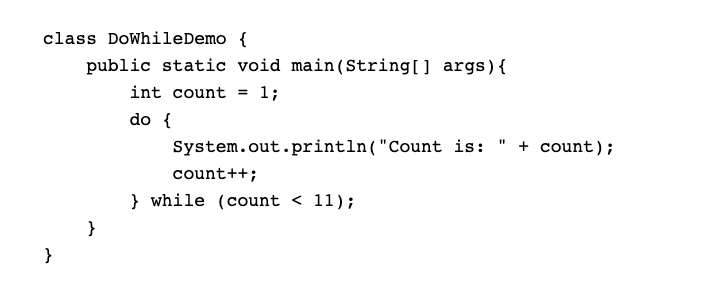 class DoWhileDemo {
    public static void main(String[] args){
        int count = 1;
        do {
            System.out.println("Count is: " + count);
            count++;
        } while (count < 11);
    }
}